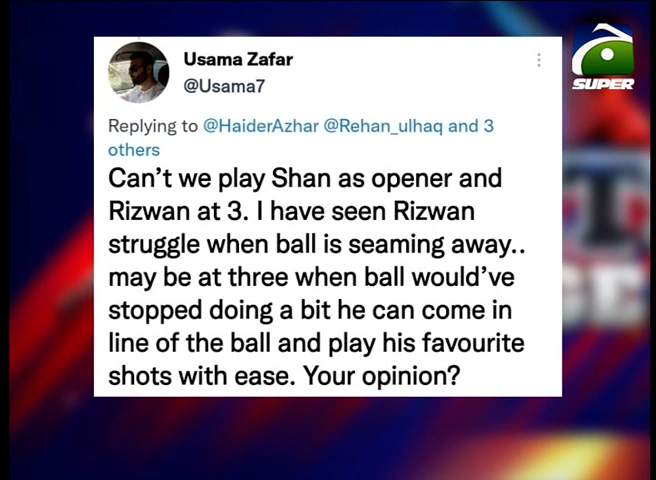 Usama Zafar
@Usama7
SUPER
Replying to @HaiderAzhar @Rehan_ulhaq and 3
others
Can't we play Shan as opener and
Rizwan at 3. I have seen Rizwan
struggle when ball is seaming away..
may be at three when ball would've
stopped doing a bit he can come in
line of the ball and play his favourite
shots with ease. Your opinion?